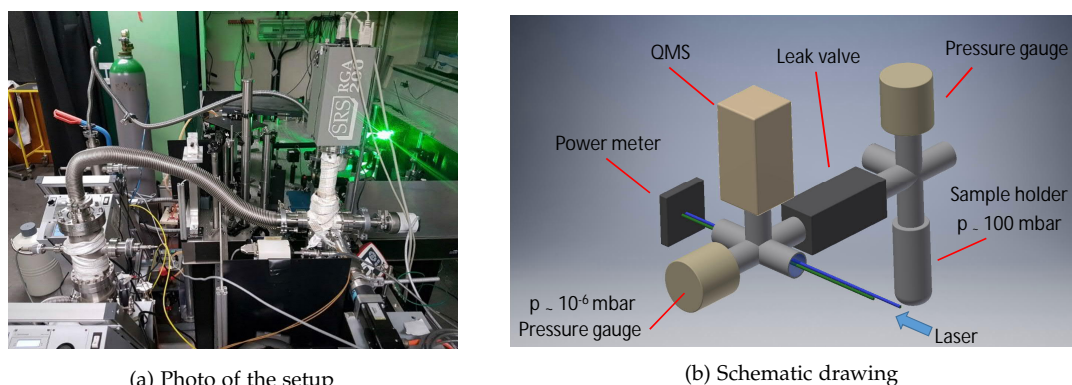 SRS RGA
200
QMS
Leak valve
Pressure gauge
Power meter
Sample holder
p ~ 100 mbar
p ~ 10⁻⁶ mbar
Pressure gauge
Laser
(a) Photo of the setup
(b) Schematic drawing